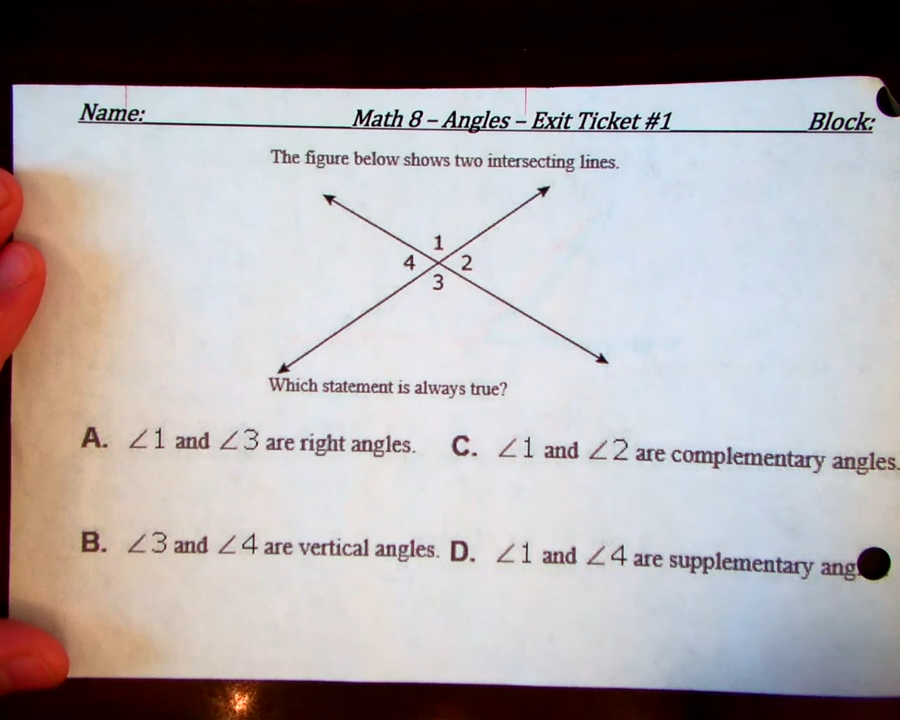 Name: Math 8 – Angles – Exit Ticket #1 Block:
The figure below shows two intersecting lines.
1
4 2
3
Which statement is always true?
A. ∠1 and ∠3 are right angles. C. ∠1 and ∠2 are complementary angles.
B. ∠3 and ∠4 are vertical angles. D. ∠1 and ∠4 are supplementary